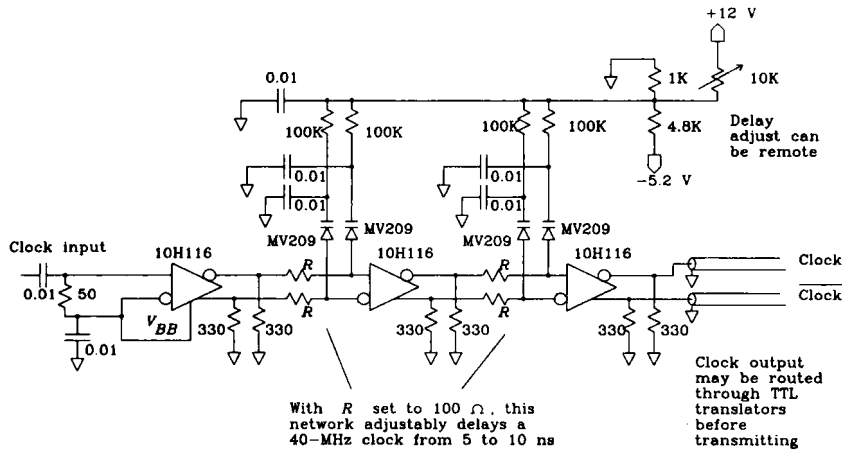 +12 V
0.01
1K
10K
100K
100K
100K
100K
4.8K
Delay
adjust can
be remote
-5.2 V
0.01
0.01
0.01
0.01
MV209
MV209
MV209
MV209
Clock input
10H116
10H116
10H116
R
R
Clock
0.01
50
R
R
Clock
VBB
330
330
330
330
330
330
0.01
With R set to 100 Ω, this
network adjustably delays a
40-MHz clock from 5 to 10 ns
Clock output
may be routed
through TTL
translators
before
transmitting